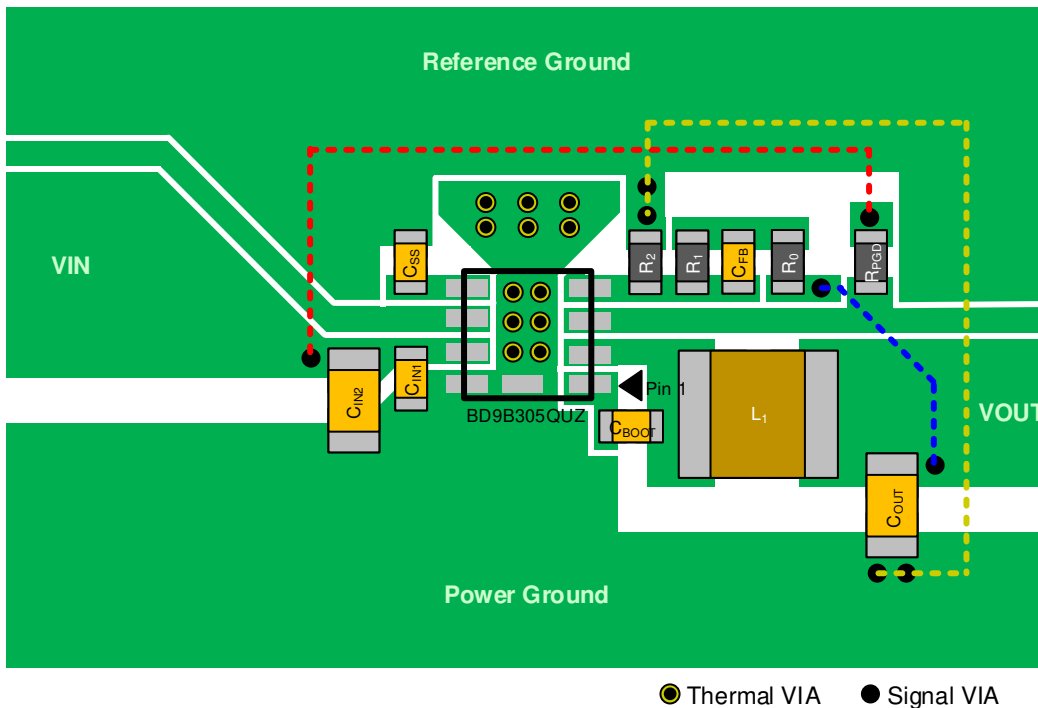 Reference Ground
VIN
CSS
R2
R1
CFB
R0
RPGD
CIN2
CIN1
Pin 1
BD9B305QUZ
CBOOT
L1
VOUT
COUT
Power Ground
Thermal VIA
Signal VIA